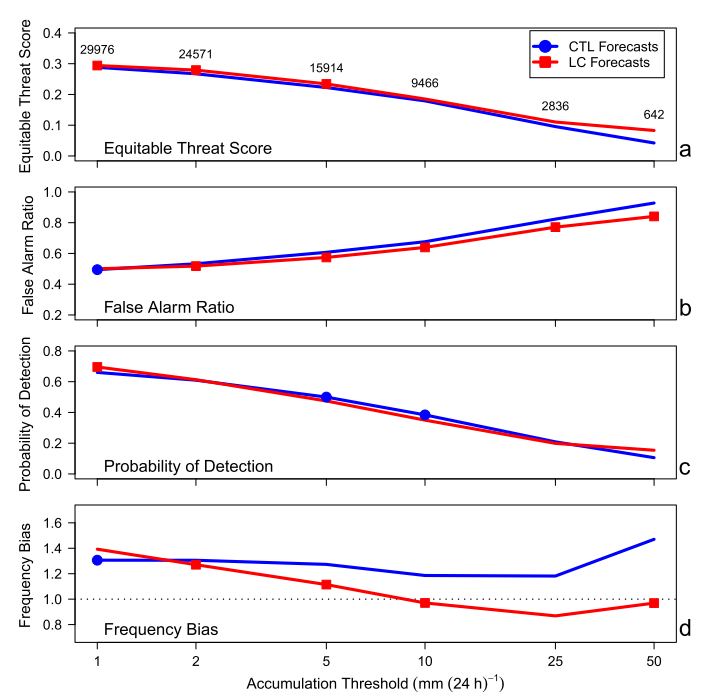 Equitable Threat Score
0.4
0.3
0.2
0.1
0.0
29976
24571
15914
9466
2836
642
CTL Forecasts
LC Forecasts
Equitable Threat Score
a
False Alarm Ratio
1.0
0.8
0.6
0.4
0.2
False Alarm Ratio
b
Probability of Detection
0.8
0.6
0.4
0.2
0.0
Probability of Detection
c
Frequency Bias
1.6
1.4
1.2
1.0
0.8
Frequency Bias
d
1 2 5 10 25 50
Accumulation Threshold (mm (24 h)⁻¹)